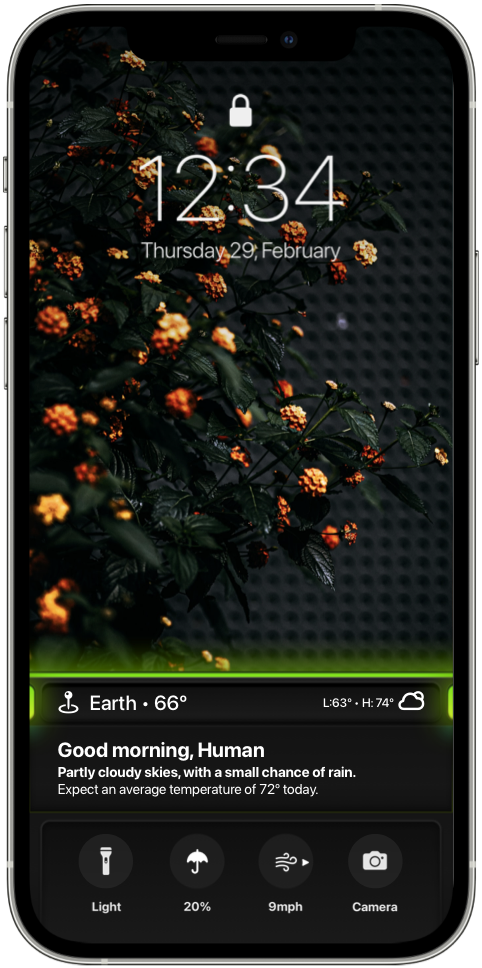 12:34
Thursday 29, February
Earth • 66°
L:63° • H: 74°
Good morning, Human
Partly cloudy skies, with a small chance of rain.
Expect an average temperature of 72° today.
Light
20%
9mph
Camera